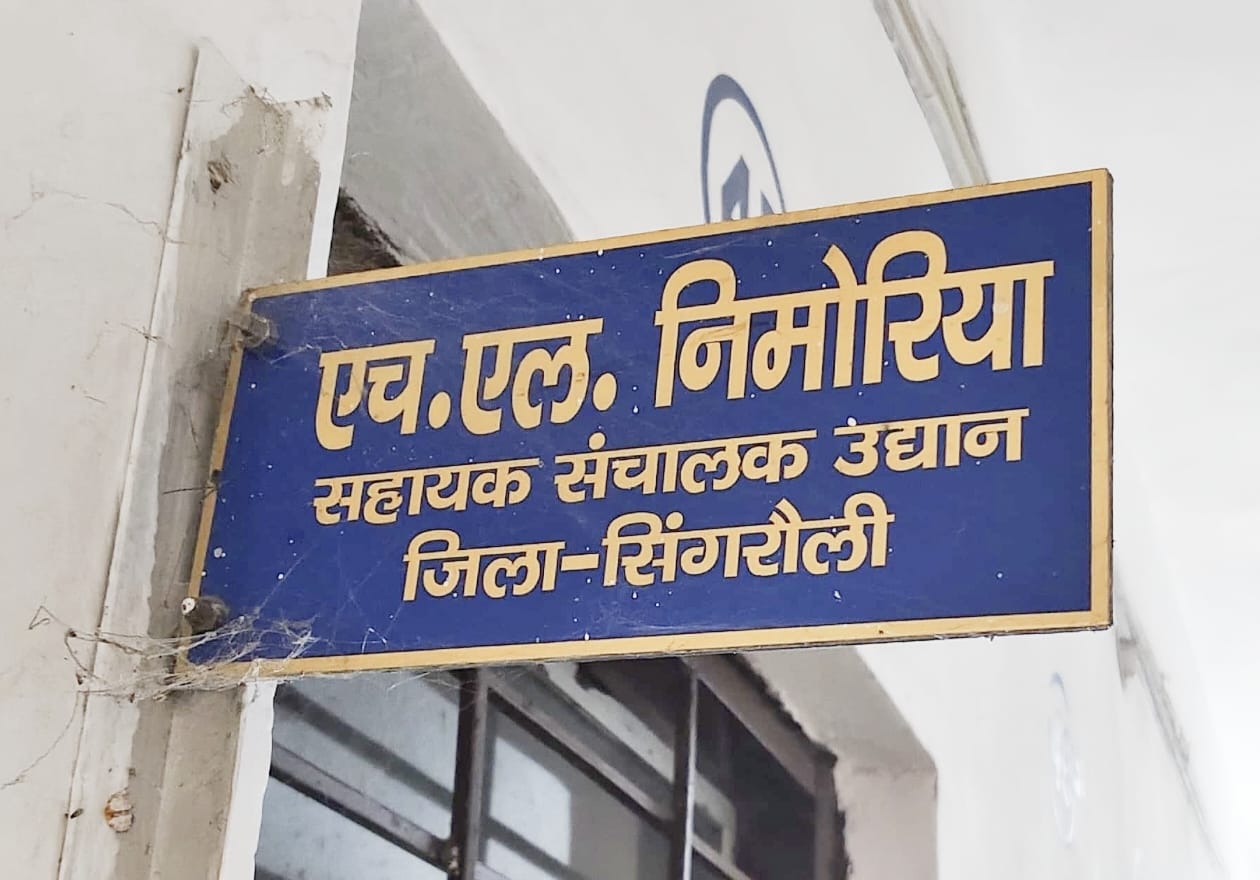 एच.एल. निमोरिया
सहायक संचालक उद्यान
जिला-सिंगरौली